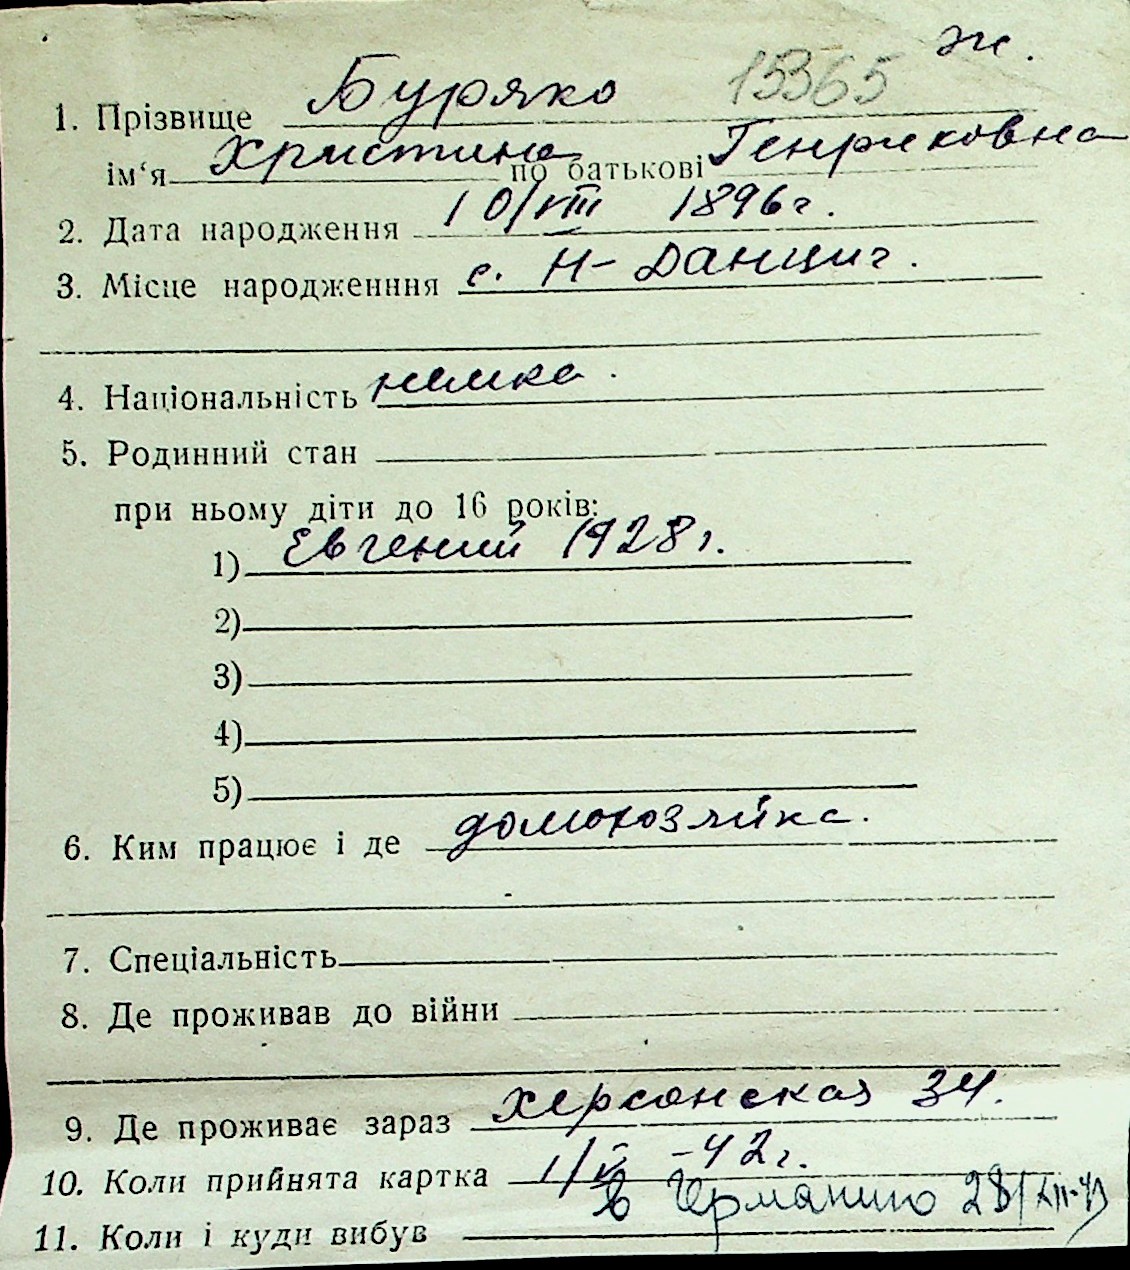 ж.
1. Прізвище Буряко 15365
ім‘я Христина по батькові Генриковна
2. Дата народження 10/VIII 1896г.
3. Місце народженння с. Н-Данциг.
4. Національність немка.
5. Родинний стан
при ньому діти до 16 років:
1) Евгений 1928г.
2)
3)
4)
5)
6. Ким працює і де домохозяйка.
7. Спеціальність
8. Де проживав до війни
9. Де проживає зараз Херсонская 34.
10. Коли прийнята картка -42г.
в Германию 28/XII-43
11. Коли і куди вибув